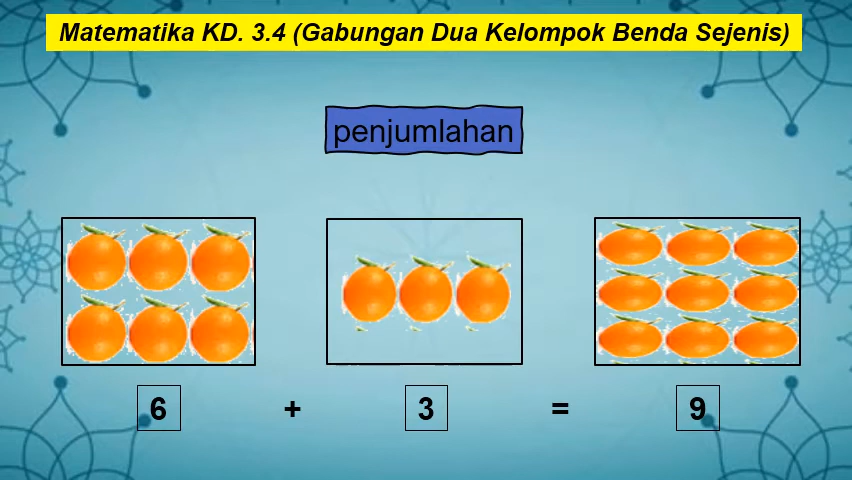 Matematika KD. 3.4 (Gabungan Dua Kelompok Benda Sejenis)
penjumlahan
6 + 3 = 9